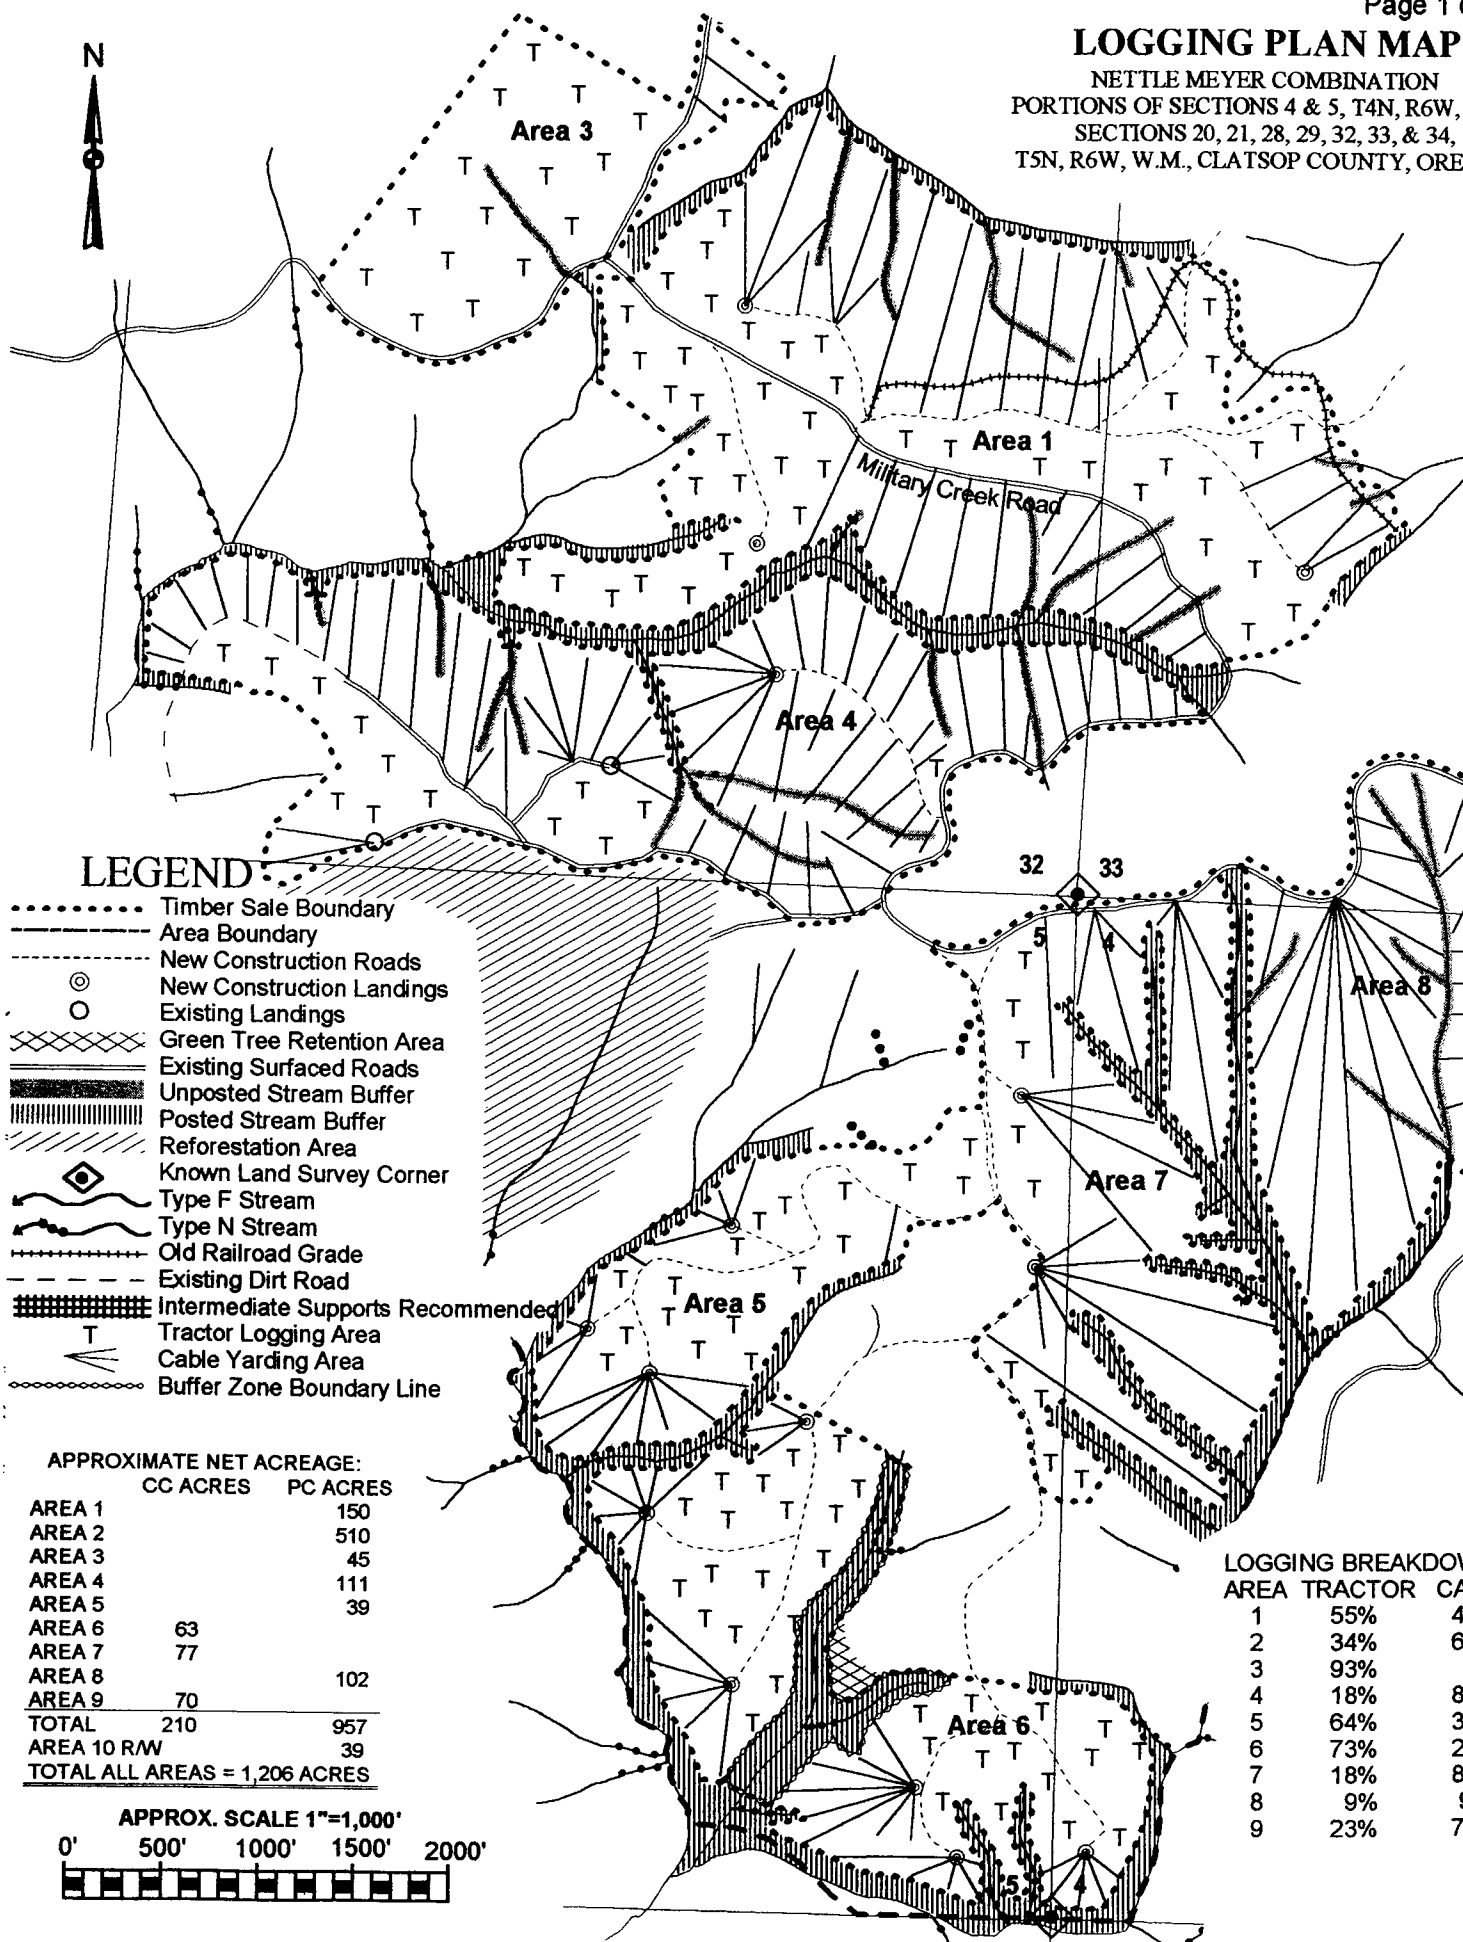 Page 1
LOGGING PLAN MAP
NETTLE MEYER COMBINATION
PORTIONS OF SECTIONS 4 & 5, T4N, R6W,
SECTIONS 20, 21, 28, 29, 32, 33, & 34,
T5N, R6W, W.M., CLATSOP COUNTY, ORE
N
Area 3
Area 1
Military Creek Road
Area 4
32 33
5 4
Area 8
Area 7
Area 5
Area 6
5 4
LEGEND
Timber Sale Boundary
Area Boundary
New Construction Roads
New Construction Landings
Existing Landings
Green Tree Retention Area
Existing Surfaced Roads
Unposted Stream Buffer
Posted Stream Buffer
Reforestation Area
Known Land Survey Corner
Type F Stream
Type N Stream
Old Railroad Grade
Existing Dirt Road
Intermediate Supports Recommended
T Tractor Logging Area
Cable Yarding Area
Buffer Zone Boundary Line
APPROXIMATE NET ACREAGE:
CC ACRES PC ACRES
AREA 1 150
AREA 2 510
AREA 3 45
AREA 4 111
AREA 5 39
AREA 6 63
AREA 7 77
AREA 8 102
AREA 9 70
TOTAL 210 957
AREA 10 R/W 39
TOTAL ALL AREAS = 1,206 ACRES
APPROX. SCALE 1"=1,000'
0' 500' 1000' 1500' 2000'
LOGGING BREAKDOW
AREA TRACTOR CA
1 55% 4
2 34% 6
3 93%
4 18% 8
5 64% 3
6 73% 2
7 18% 8
8 9% 9
9 23% 7